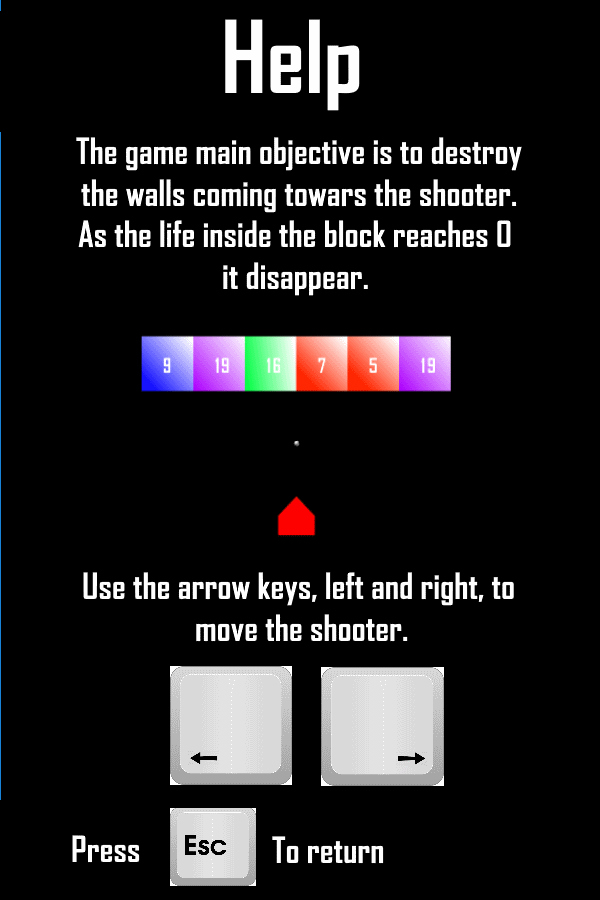 Help
The game main objective is to destroy
the walls coming towars the shooter.
As the life inside the block reaches 0
it disappear.
9 19 16 7 5 19
Use the arrow keys, left and right, to
move the shooter.
← →
Press Esc To return